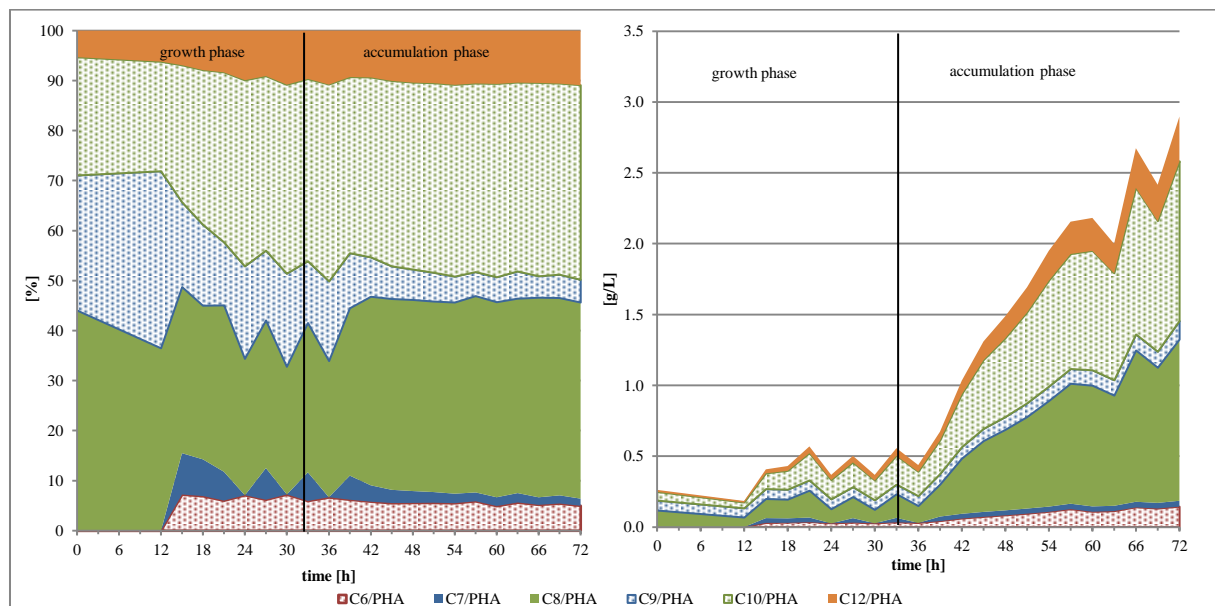 100
90
80
70
60
50
40
30
20
10
0
[%]
growth phase
accumulation phase
0 6 12 18 24 30 36 42 48 54 60 66 72
time [h]
3.5
3.0
2.5
2.0
1.5
1.0
0.5
0.0
[g/L]
growth phase
accumulation phase
0 6 12 18 24 30 36 42 48 54 60 66 72
time [h]
C6/PHA C7/PHA C8/PHA C9/PHA C10/PHA C12/PHA